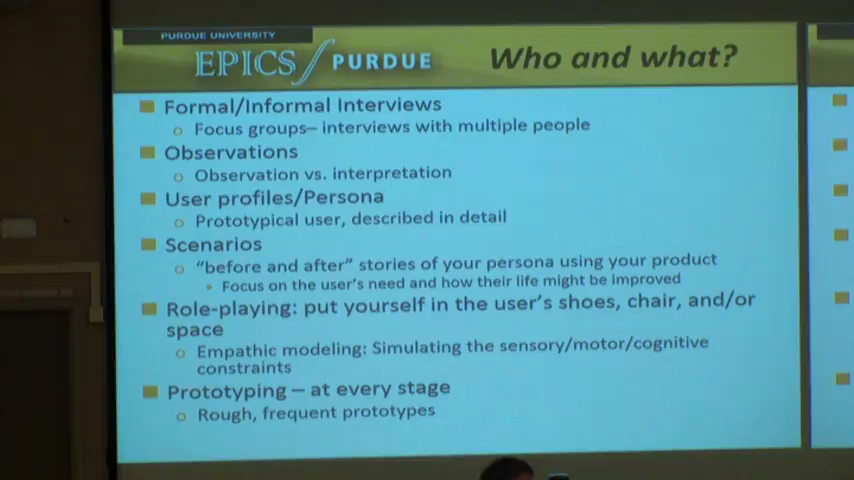 PURDUE UNIVERSITY
EPICS PURDUE
Who and what?
Formal/Informal Interviews
Focus groups– interviews with multiple people
Observations
Observation vs. interpretation
User profiles/Persona
Prototypical user, described in detail
Scenarios
“before and after” stories of your persona using your product
Focus on the user’s need and how their life might be improved
Role-playing: put yourself in the user’s shoes, chair, and/or
space
Empathic modeling: Simulating the sensory/motor/cognitive
constraints
Prototyping – at every stage
Rough, frequent prototypes